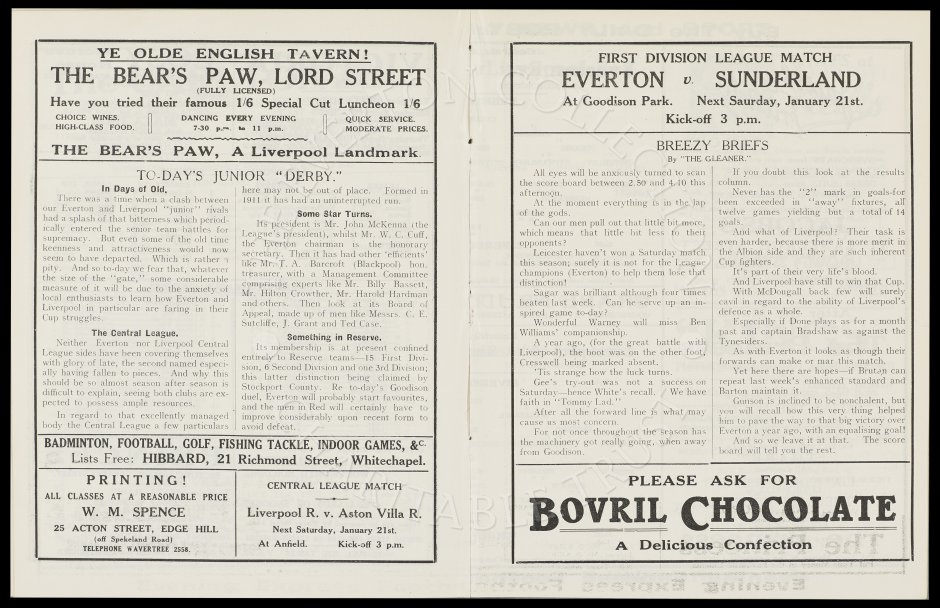 YE OLDE ENGLISH TAVERN!
THE BEAR'S PAW, LORD STREET
(FULLY LICENSED)
Have you tried their famous 1/6 Special Cut Luncheon 1/6
CHOICE WINES.
HIGH-CLASS FOOD.
DANCING EVERY EVENING
7-30 p.m. to 11 p.m.
QUICK SERVICE.
MODERATE PRICES.
THE BEAR'S PAW, A Liverpool Landmark.
TO-DAY'S JUNIOR "DERBY."
In Days of Old.
There was a time when a clash between
our Everton and Liverpool "junior" rivals
had a splash of that bitterness which period-
ically entered the senior team battles for
supremacy. But even some of the old time
keenness and attractiveness would now
seem to have departed. Which is rather a
pity. And so to-day we fear that, whatever
the size of the "gate," some considerable
measure of it will be due to the anxiety of
local enthusiasts to learn how Everton and
Liverpool in particular are faring in their
Cup struggles.
The Central League.
Neither Everton nor Liverpool Central
League sides have been covering themselves
with glory of late, the second named especi-
ally having fallen to pieces. And why this
should be so almost season after season is
difficult to explain, seeing both clubs are ex-
pected to possess ample resources.
In regard to that excellently managed
body the Central League a few particulars
here may not be out of place. Formed in
1911 it has had an uninterrupted run.
Some Star Turns.
Its president is Mr. John McKenna (the
League's president), whilst Mr. W. C. Cuff,
the Everton chairman is the honorary
secretary. Then it has had other 'efficients'
like Mr. T. A. Barcroft (Blackpool) hon.
treasurer, with a Management Committee
comprising experts like Mr. Billy Bassett,
Mr. Hilton Crowther, Mr. Harold Hardman
and others. Then look at its Board of
Appeal, made up of men like Messrs. C. E.
Sutcliffe, J. Grant and Ted Case.
Something in Reserve.
Its membership is at present confined
entirely to Reserve teams—15 First Divi-
sion, 6 Second Division and one 3rd Division;
this latter distinction being claimed by
Stockport County. Re to-day's Goodison
duel, Everton will probably start favourites,
and the men in Red will certainly have to
improve considerably upon recent form to
avoid defeat.
BADMINTON, FOOTBALL, GOLF, FISHING TACKLE, INDOOR GAMES, &c.
Lists Free: HIBBARD, 21 Richmond Street, Whitechapel.
PRINTING!
ALL CLASSES AT A REASONABLE PRICE
W. M. SPENCE
25 ACTON STREET, EDGE HILL
(off Spekeland Road)
TELEPHONE WAVERTREE 2558.
CENTRAL LEAGUE MATCH
Liverpool R. v. Aston Villa R.
Next Saturday, January 21st.
At Anfield. Kick-off 3 p.m.
FIRST DIVISION LEAGUE MATCH
EVERTON v. SUNDERLAND
At Goodison Park. Next Saurday, January 21st.
Kick-off 3 p.m.
BREEZY BRIEFS
By "THE GLEANER."
All eyes will be anxiously turned to scan
the score board between 2.50 and 4.40 this
afternoon.
At the moment everything is in the lap
of the gods.
Can our men pull out that little bit more,
which means that little bit less to their
opponents?
Leicester haven't won a Saturday match
this season; surely it is not for the League
champions (Everton) to help them lose that
distinction!
Sagar was brilliant although four times
beaten last week. Can he serve up an in-
spired game to-day?
Wonderful Warney will miss Ben
Williams' companionship.
A year ago, (for the great battle with
Liverpool), the boot was on the other foot,
Cresswell being marked absent.
'Tis strange how the luck turns.
Gee's try-out was not a success on
Saturday—hence White's recall. We have
faith in "Tommy Lad."
After all the forward line is what may
cause us most concern.
For not once throughout the season has
the machinery got really going, when away
from Goodison.
If you doubt this look at the results
column.
Never has the "2" mark in goals-for
been exceeded in "away" fixtures, all
twelve games yielding but a total of 14
goals.
And what of Liverpool? Their task is
even harder, because there is more merit in
the Albion side and they are such inherent
Cup fighters.
It's part of their very life's blood.
And Liverpool have still to win that Cup.
With McDougall back few will surely
cavil in regard to the ability of Liverpool's
defence as a whole.
Especially if Done plays as for a month
past and captain Bradshaw as against the
Tynesiders.
As with Everton it looks as though their
forwards can make or mar this match.
Yet here there are hopes—if Bruton can
repeat last week's enhanced standard and
Barton maintain it.
Gunson is inclined to be nonchalent, but
you will recall how this very thing helped
him to pave the way to that big victory over
Everton a year ago, with an equalising goal!
And so we leave it at that. The score
board will tell you the rest.
PLEASE ASK FOR
BOVRIL CHOCOLATE
A Delicious Confection